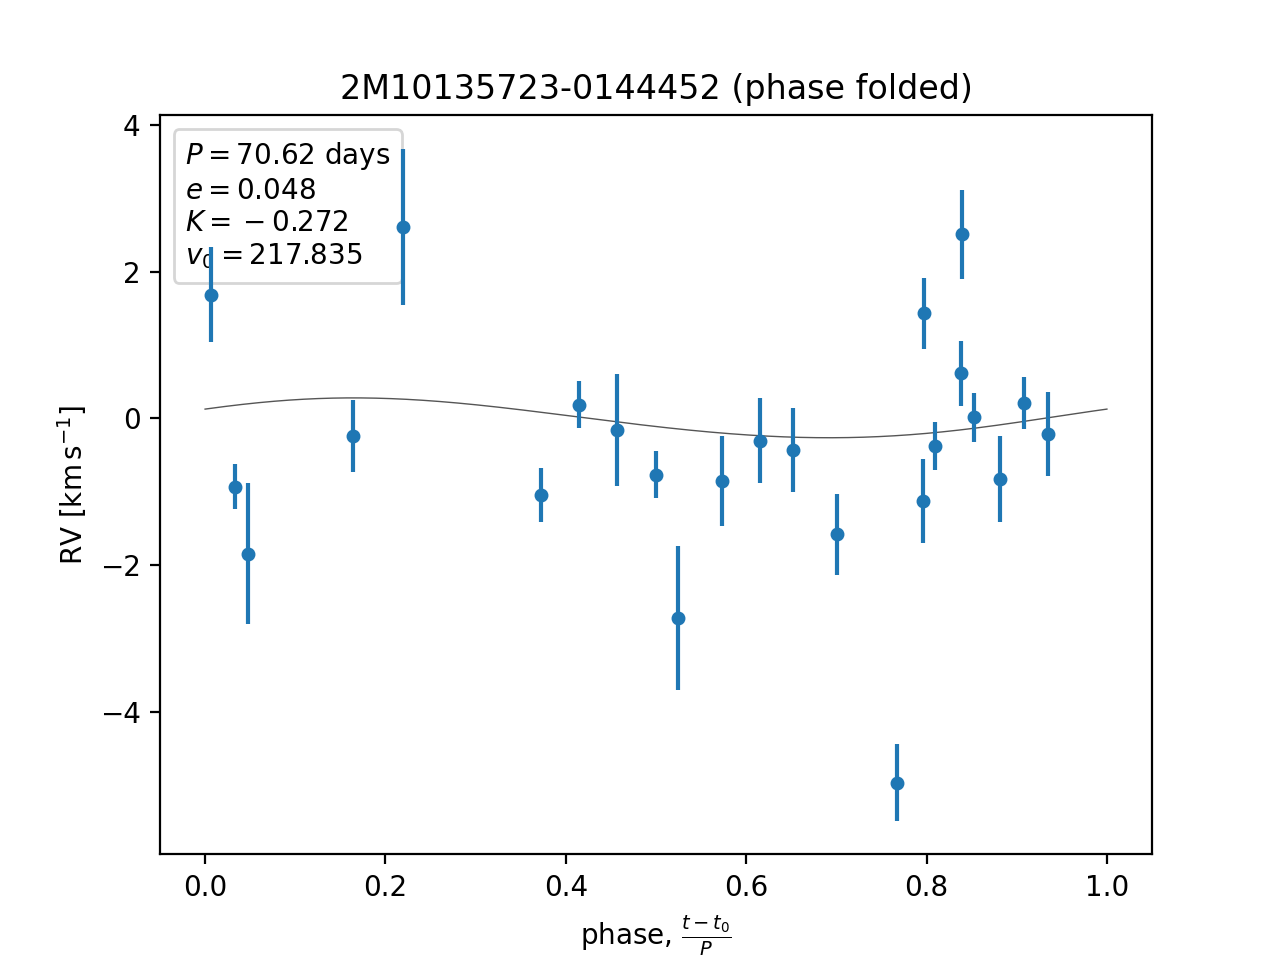 2M10135723-0144452 (phase folded)
P = 70.62 days
e = 0.048
K = −0.272
v₀ = 217.835
4
2
0
−2
−4
RV [km s⁻¹]
0.0 0.2 0.4 0.6 0.8 1.0
phase, (t − t₀)/P